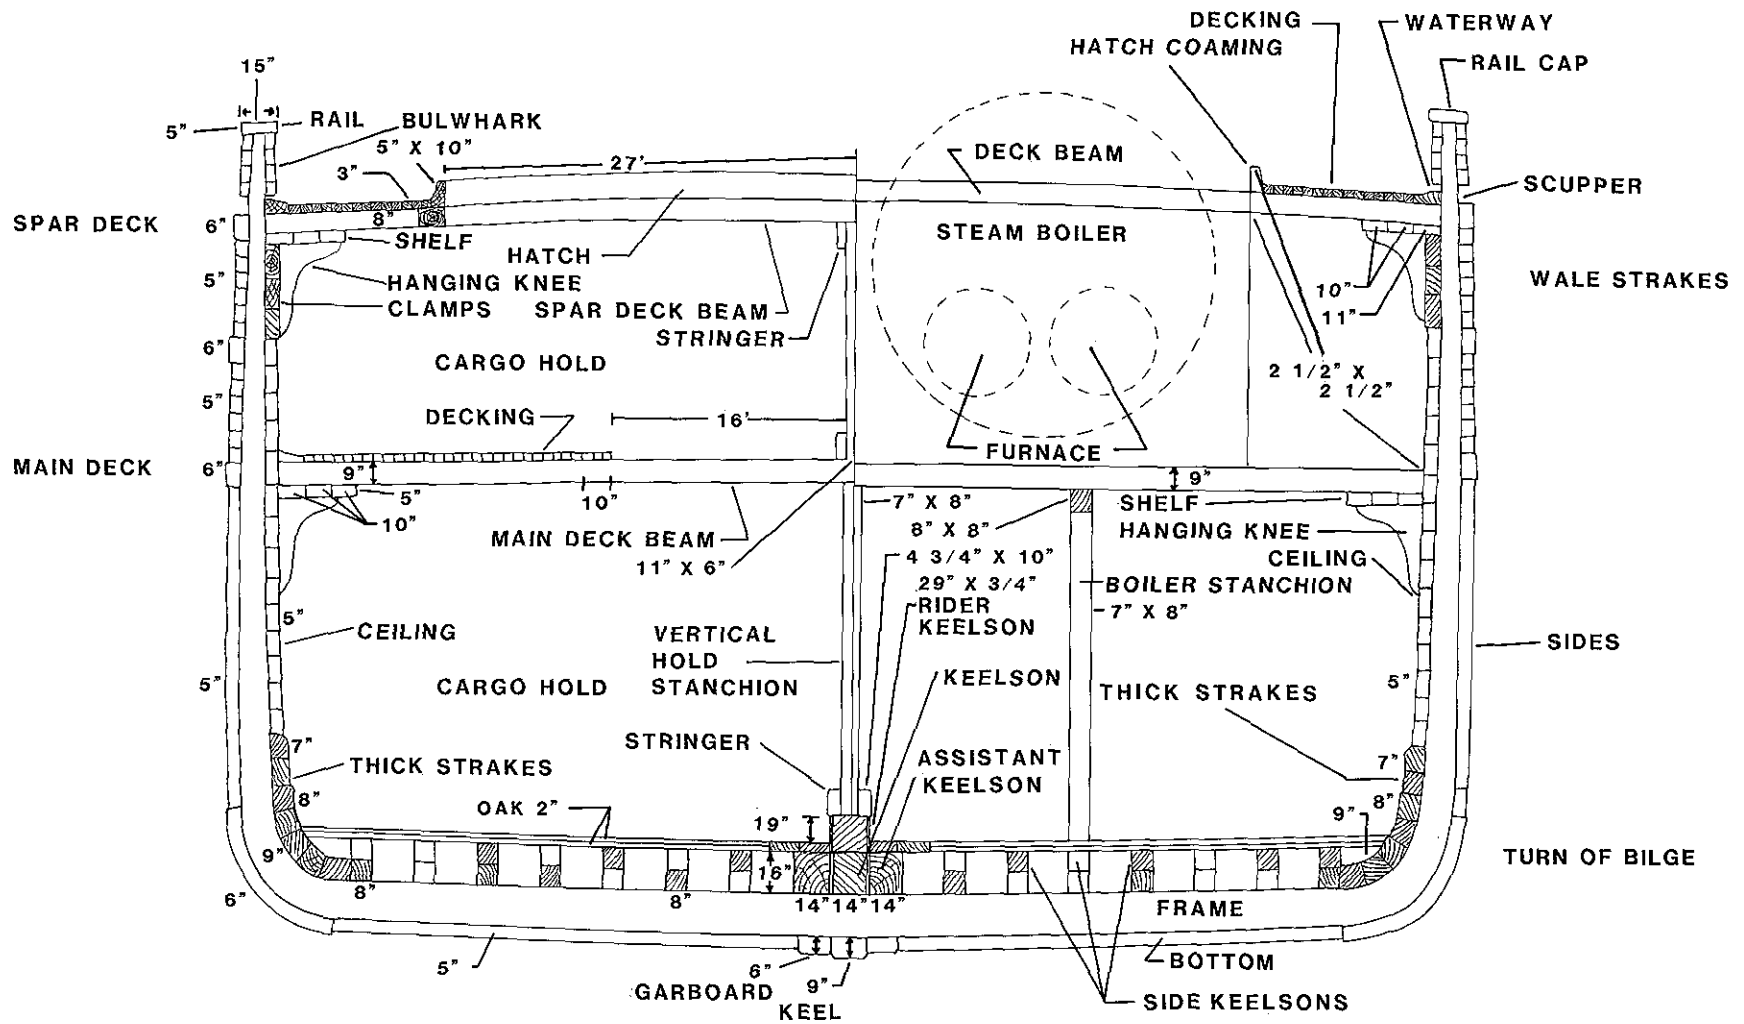 DECKING
WATERWAY
HATCH COAMING
RAIL CAP
15"
5"
RAIL
BULWHARK
5" X 10"
27'
DECK BEAM
3"
SCUPPER
SPAR DECK
6"
8"
SHELF
STEAM BOILER
HATCH
HANGING KNEE
5"
WALE STRAKES
10"
11"
CLAMPS
SPAR DECK BEAM
STRINGER
6"
CARGO HOLD
2 1/2" X
2 1/2"
5"
DECKING
16'
FURNACE
MAIN DECK
6"
9"
9"
5"
10"
10"
7" X 8"
SHELF
8" X 8"
HANGING KNEE
MAIN DECK BEAM
11" X 6"
4 3/4" X 10"
CEILING
29" X 3/4"
BOILER STANCHION
RIDER
KEELSON
7" X 8"
5"
CEILING
VERTICAL
HOLD
STANCHION
SIDES
5"
CARGO HOLD
KEELSON
THICK STRAKES
5"
7"
STRINGER
ASSISTANT
KEELSON
7"
THICK STRAKES
8"
OAK 2"
19"
9"
8"
9"
16"
TURN OF BILGE
6"
8"
8"
14" 14" 14"
FRAME
5"
6"
BOTTOM
GARBOARD
9"
KEEL
SIDE KEELSONS